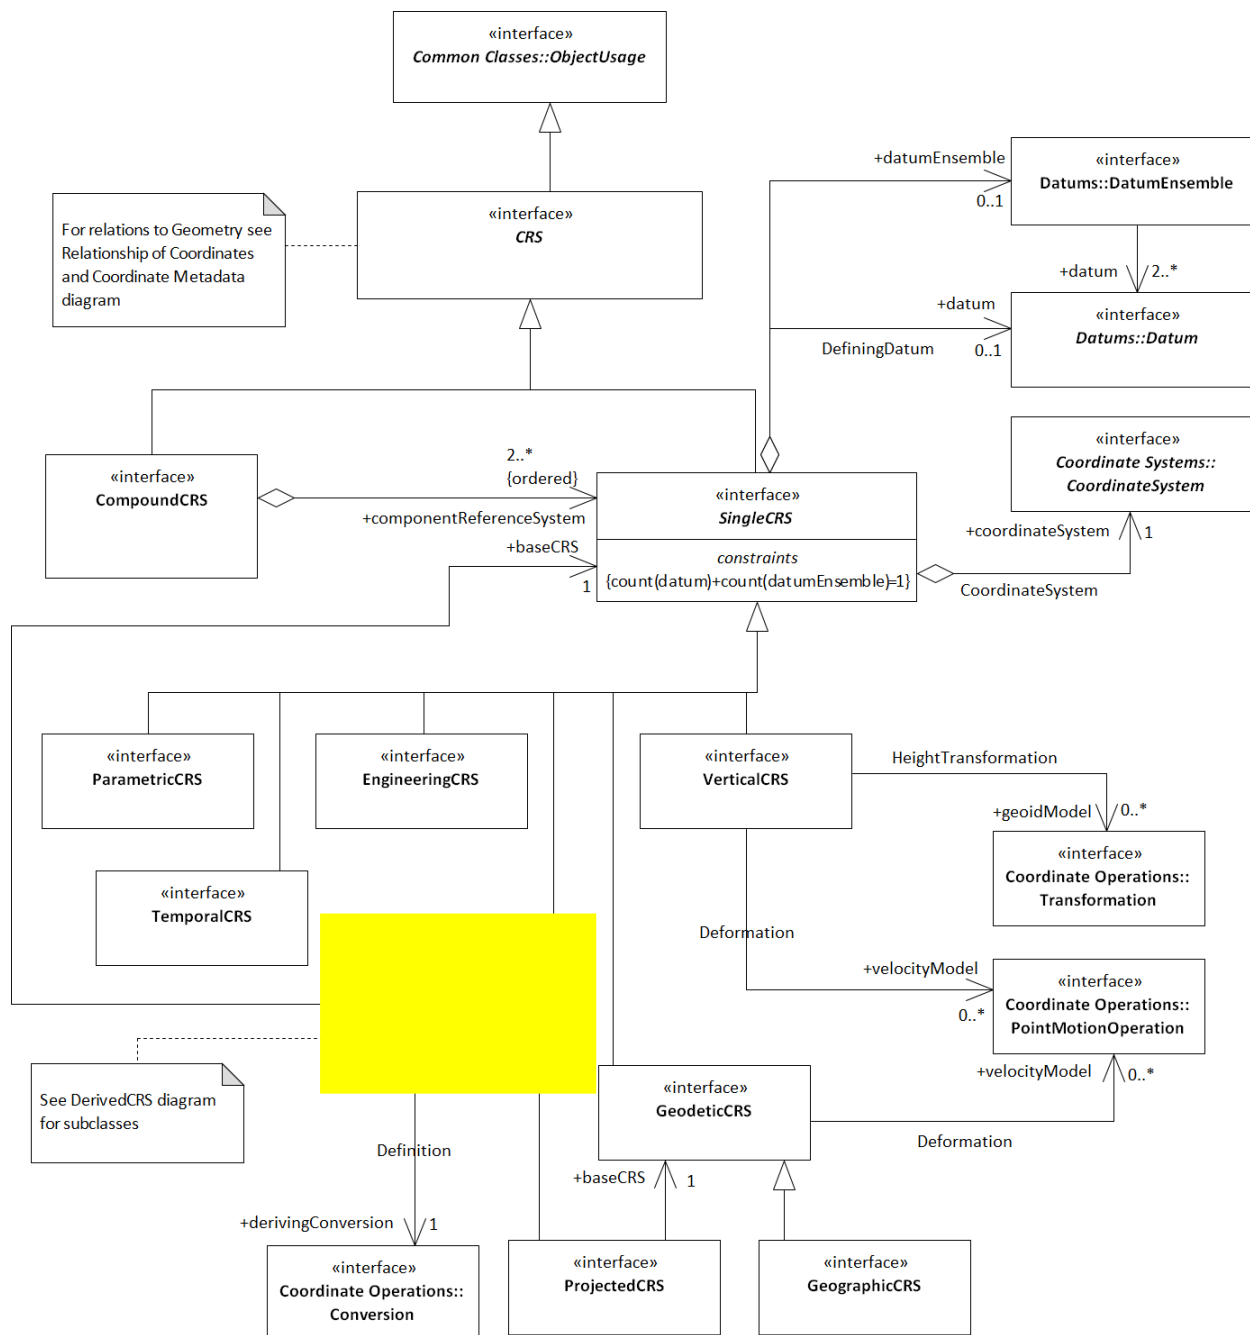 «interface»
Common Classes::ObjectUsage
«interface»
CRS
For relations to Geometry see
Relationship of Coordinates
and Coordinate Metadata
diagram
+datumEnsemble
0..1
«interface»
Datums::DatumEnsemble
+datum
2..*
+datum
DefiningDatum
0..1
«interface»
Datums::Datum
«interface»
Coordinate Systems::
CoordinateSystem
+coordinateSystem
1
CoordinateSystem
«interface»
CompoundCRS
2..*
{ordered}
+componentReferenceSystem
+baseCRS
1
«interface»
SingleCRS
constraints
{count(datum)+count(datumEnsemble)=1}
«interface»
ParametricCRS
«interface»
EngineeringCRS
«interface»
VerticalCRS
HeightTransformation
+geoidModel
0..*
«interface»
Coordinate Operations::
Transformation
«interface»
TemporalCRS
Deformation
+velocityModel
0..*
«interface»
Coordinate Operations::
PointMotionOperation
+velocityModel
0..*
See DerivedCRS diagram
for subclasses
«interface»
GeodeticCRS
Deformation
Definition
+baseCRS
1
+derivingConversion
1
«interface»
Coordinate Operations::
Conversion
«interface»
ProjectedCRS
«interface»
GeographicCRS